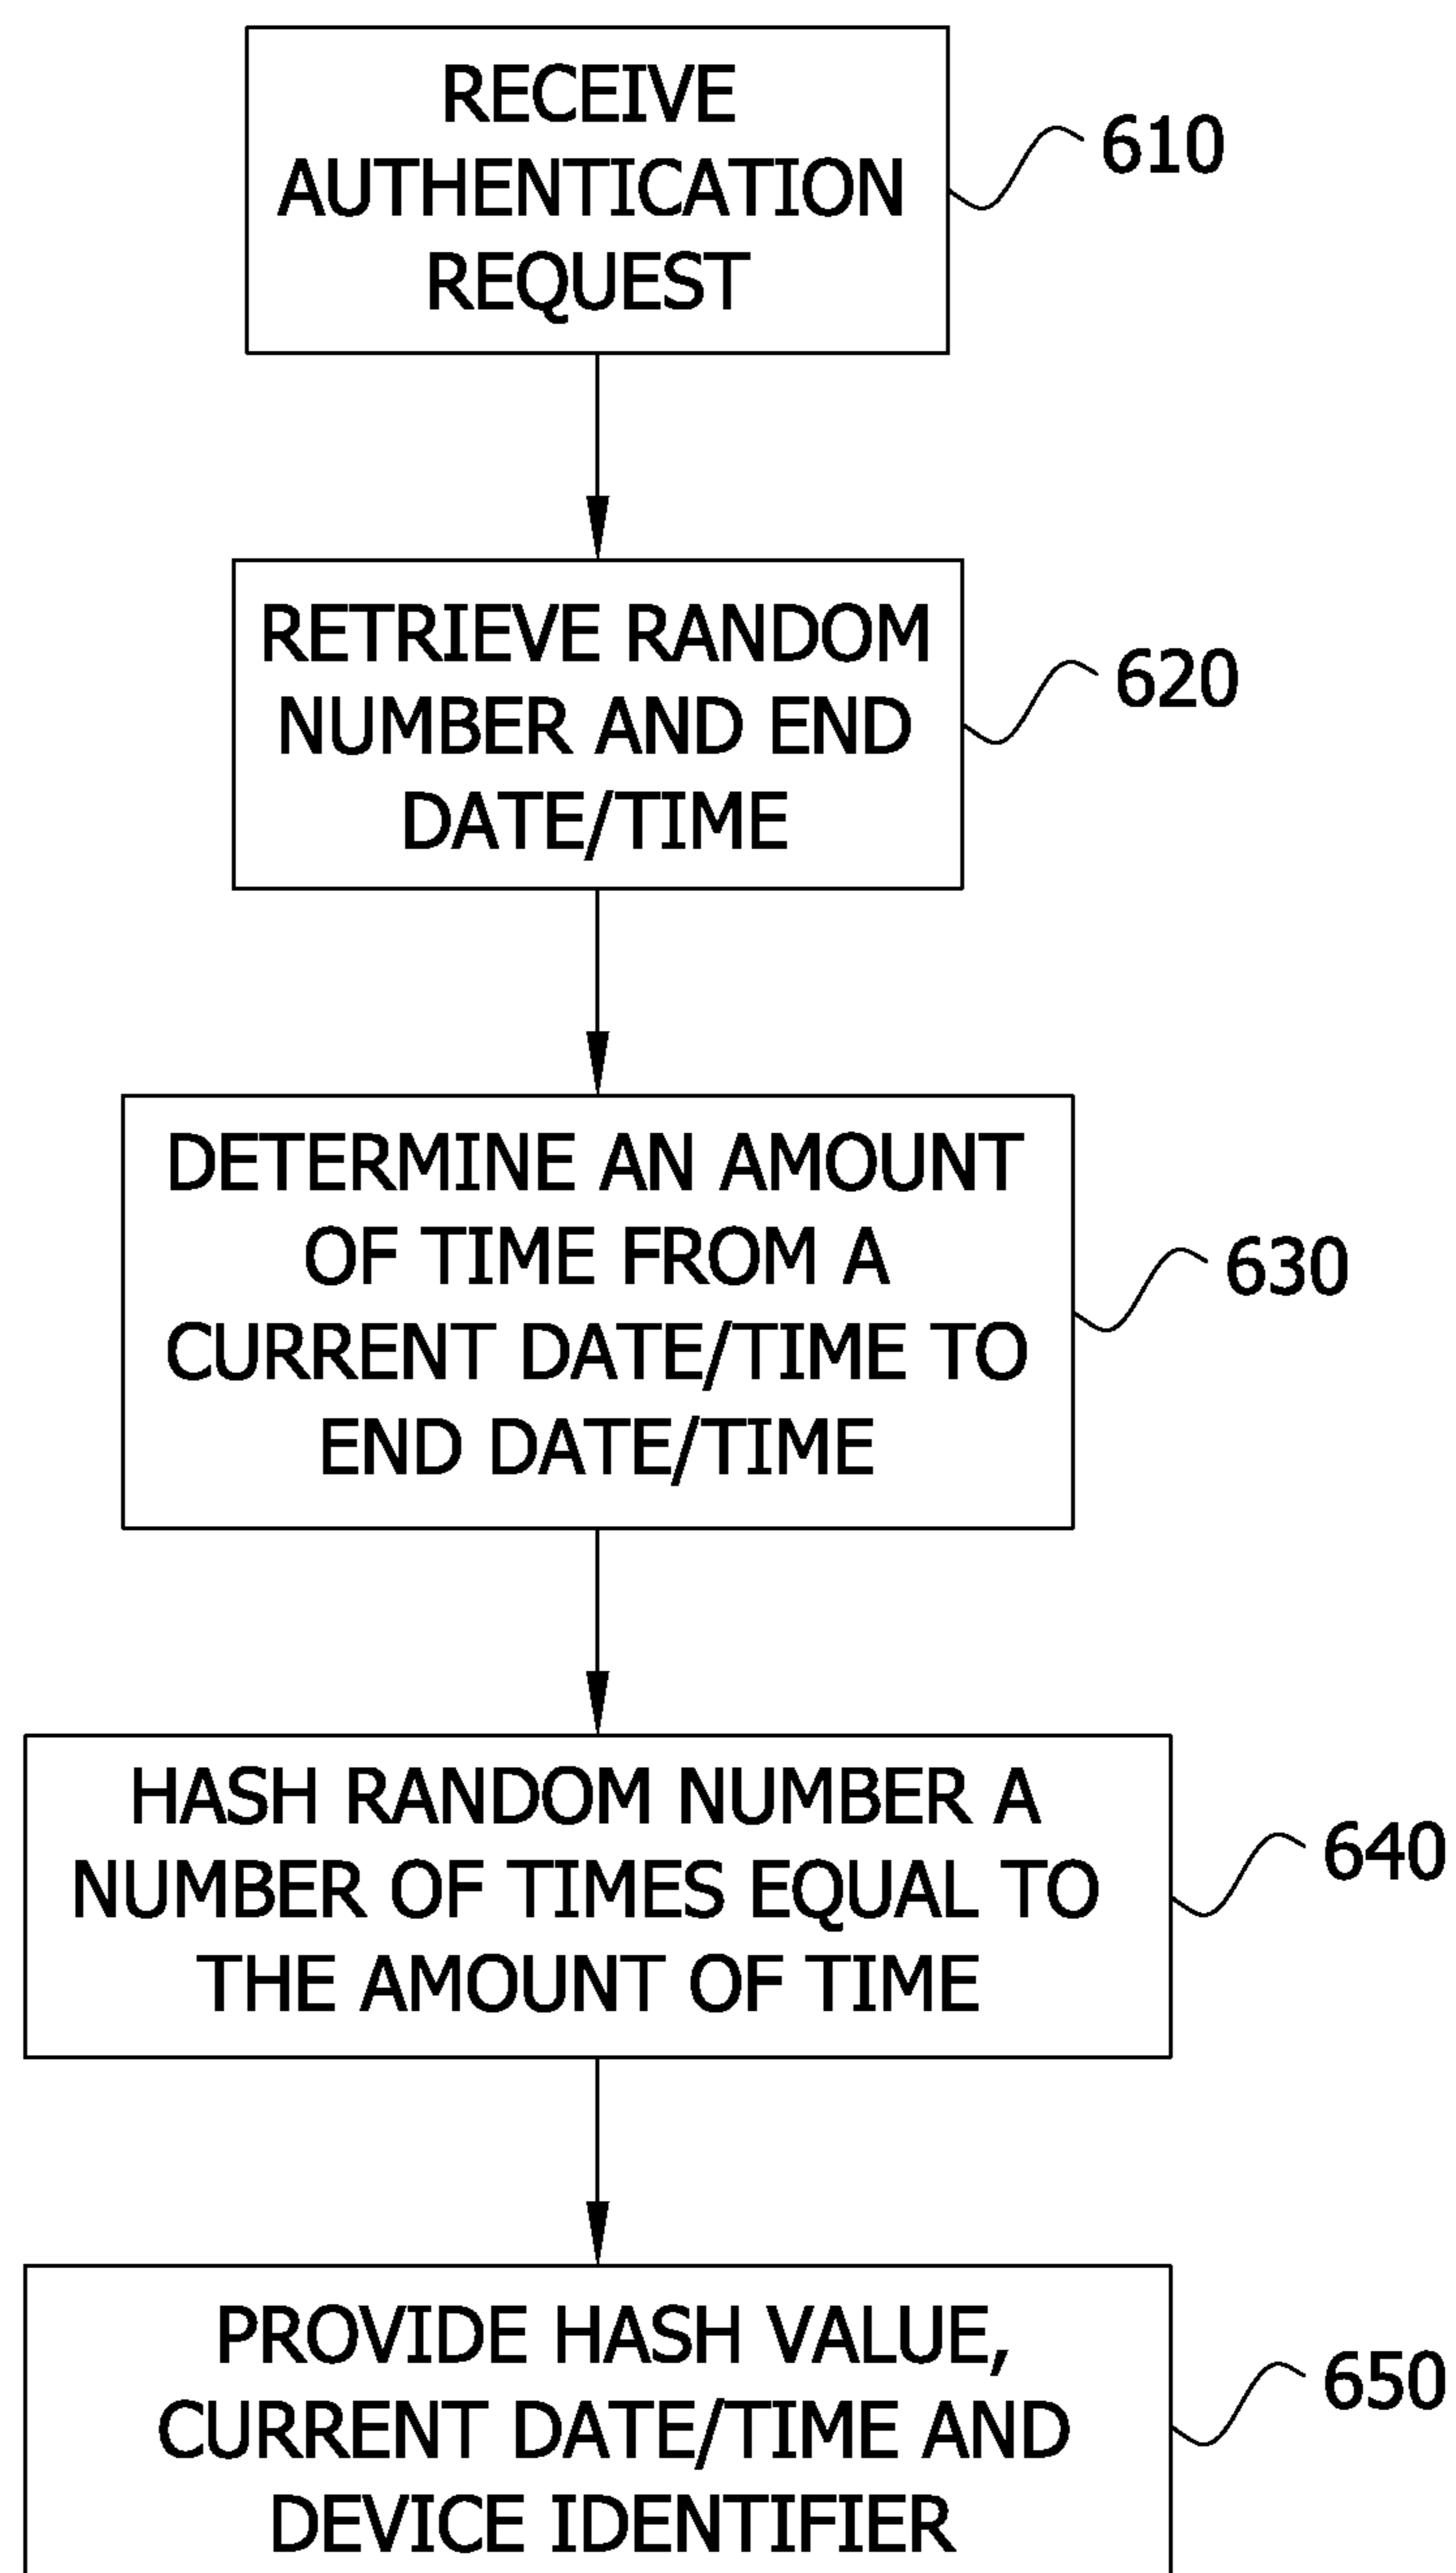 RECEIVE
AUTHENTICATION
REQUEST
610
RETRIEVE RANDOM
NUMBER AND END
DATE/TIME
620
DETERMINE AN AMOUNT
OF TIME FROM A
CURRENT DATE/TIME TO
END DATE/TIME
630
HASH RANDOM NUMBER A
NUMBER OF TIMES EQUAL TO
THE AMOUNT OF TIME
640
PROVIDE HASH VALUE,
CURRENT DATE/TIME AND
DEVICE IDENTIFIER
650